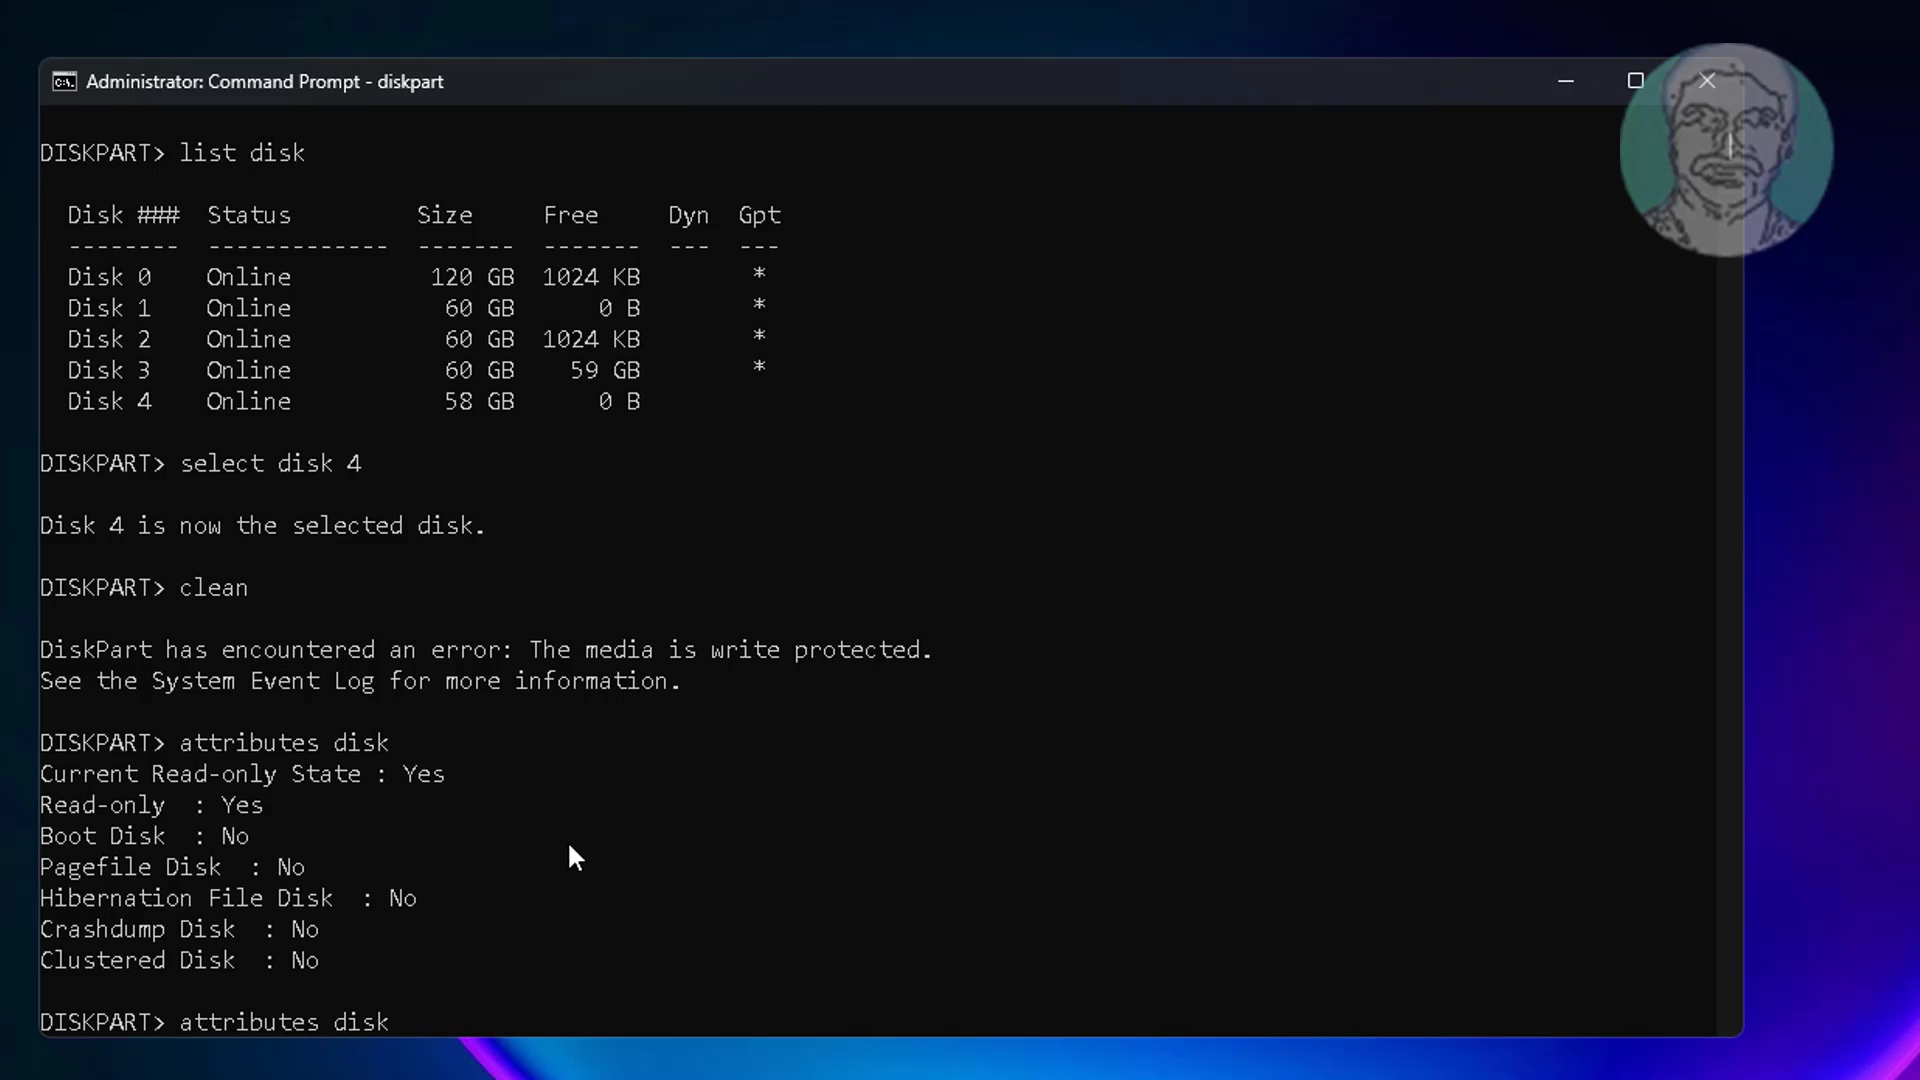 Administrator: Command Prompt - diskpart
DISKPART> list disk
Disk ### Status Size Free Dyn Gpt
-------- ------------- ------- ------- --- ---
Disk 0 Online 120 GB 1024 KB *
Disk 1 Online 60 GB 0 B *
Disk 2 Online 60 GB 1024 KB *
Disk 3 Online 60 GB 59 GB *
Disk 4 Online 58 GB 0 B
DISKPART> select disk 4
Disk 4 is now the selected disk.
DISKPART> clean
DiskPart has encountered an error: The media is write protected.
See the System Event Log for more information.
DISKPART> attributes disk
Current Read-only State : Yes
Read-only : Yes
Boot Disk : No
Pagefile Disk : No
Hibernation File Disk : No
Crashdump Disk : No
Clustered Disk : No
DISKPART> attributes disk